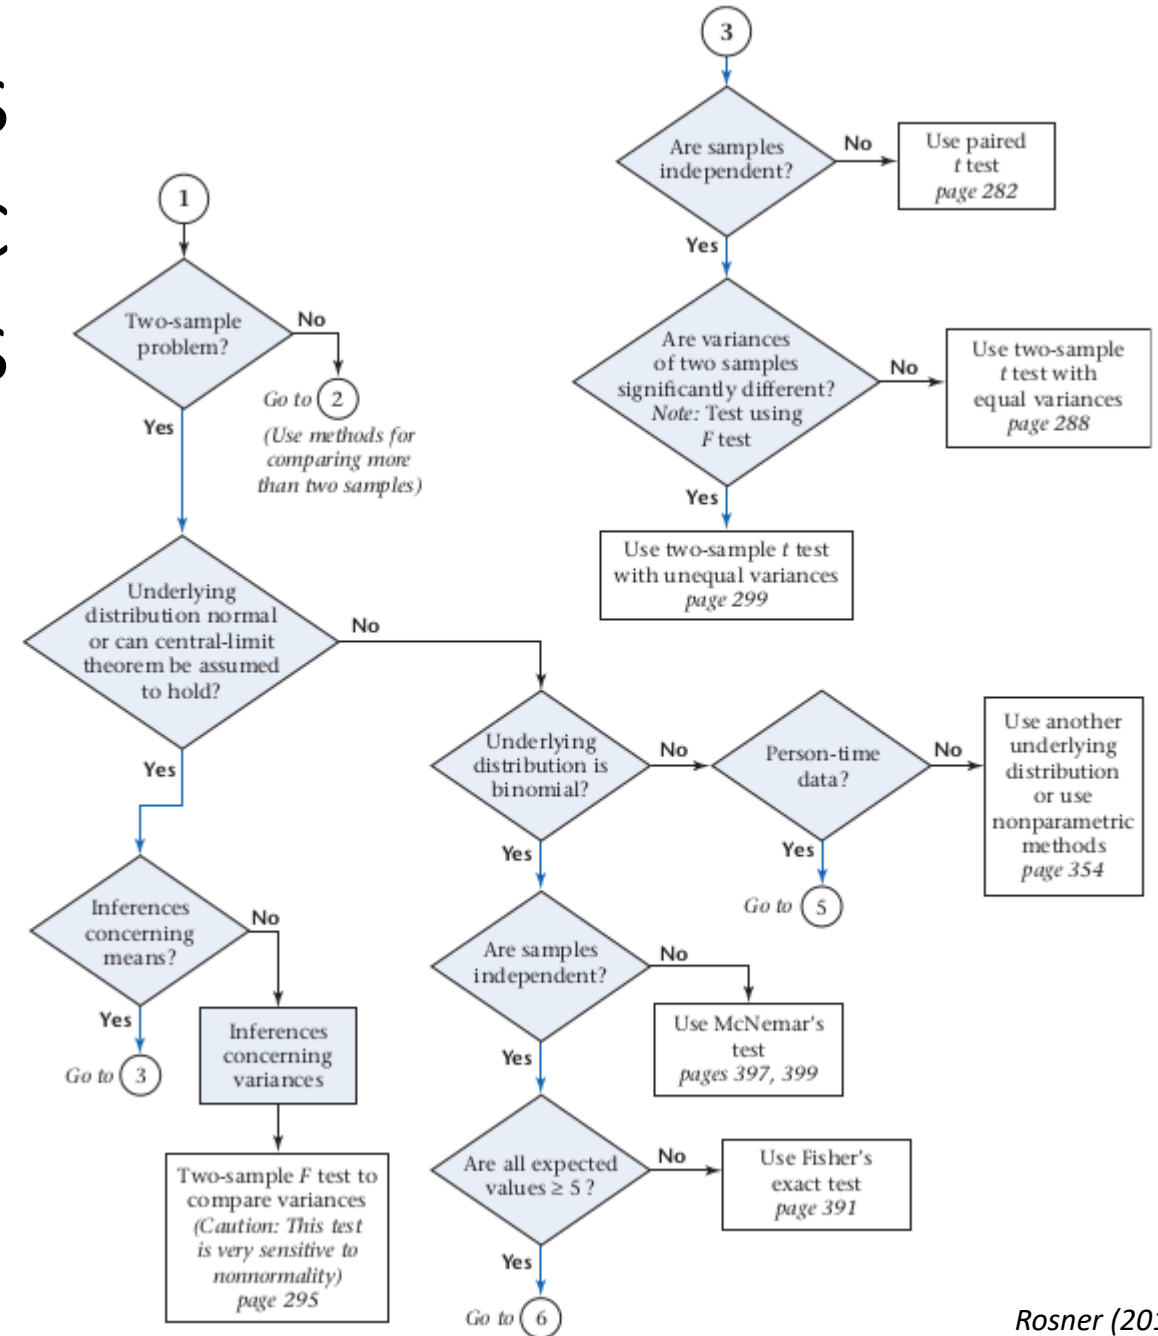 1
Two-sample
problem?
No
Go to 2
(Use methods for
comparing more
than two samples)
Yes
Underlying
distribution normal
or can central-limit
theorem be assumed
to hold?
No
Yes
Inferences
concerning
means?
No
Yes
Go to 3
Inferences
concerning
variances
Two-sample F test to
compare variances
(Caution: This test
is very sensitive to
nonnormality)
page 295
Underlying
distribution is
binomial?
No
Yes
Person-time
data?
No
Yes
Go to 5
Use another
underlying
distribution
or use
nonparametric
methods
page 354
Are samples
independent?
No
Yes
Use McNemar's
test
pages 397, 399
Are all expected
values ≥ 5?
No
Yes
Use Fisher's
exact test
page 391
Go to 6
3
Are samples
independent?
No
Yes
Use paired
t test
page 282
Are variances
of two samples
significantly different?
Note: Test using
F test
No
Yes
Use two-sample
t test with
equal variances
page 288
Use two-sample t test
with unequal variances
page 299
Rosner (201